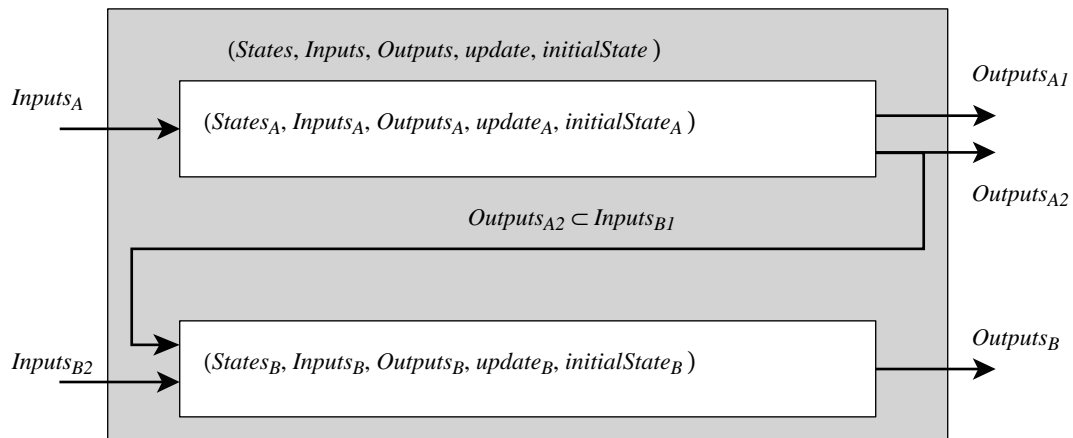 (States, Inputs, Outputs, update, initialState )
Outputs_A1
Inputs_A
(States_A, Inputs_A, Outputs_A, update_A, initialState_A )
Outputs_A2
Outputs_A2 ⊂ Inputs_B1
Outputs_B
Inputs_B2
(States_B, Inputs_B, Outputs_B, update_B, initialState_B )